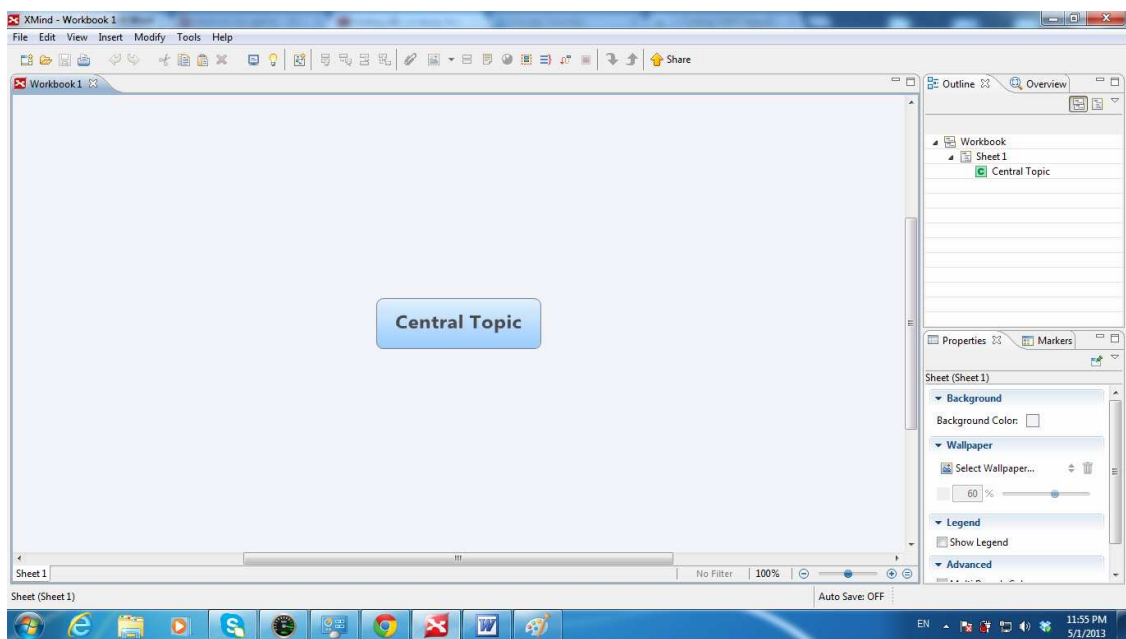 XMind - Workbook 1
File Edit View Insert Modify Tools Help
Share
Workbook 1
Outline Overview
Workbook
Sheet 1
C Central Topic
Central Topic
Properties Markers
Sheet (Sheet 1)
Background
Background Color:
Wallpaper
Select Wallpaper...
60 %
Legend
Show Legend
Advanced
Sheet 1
No Filter 100%
Sheet (Sheet 1)
Auto Save: OFF
EN
11:55 PM
5/1/2013